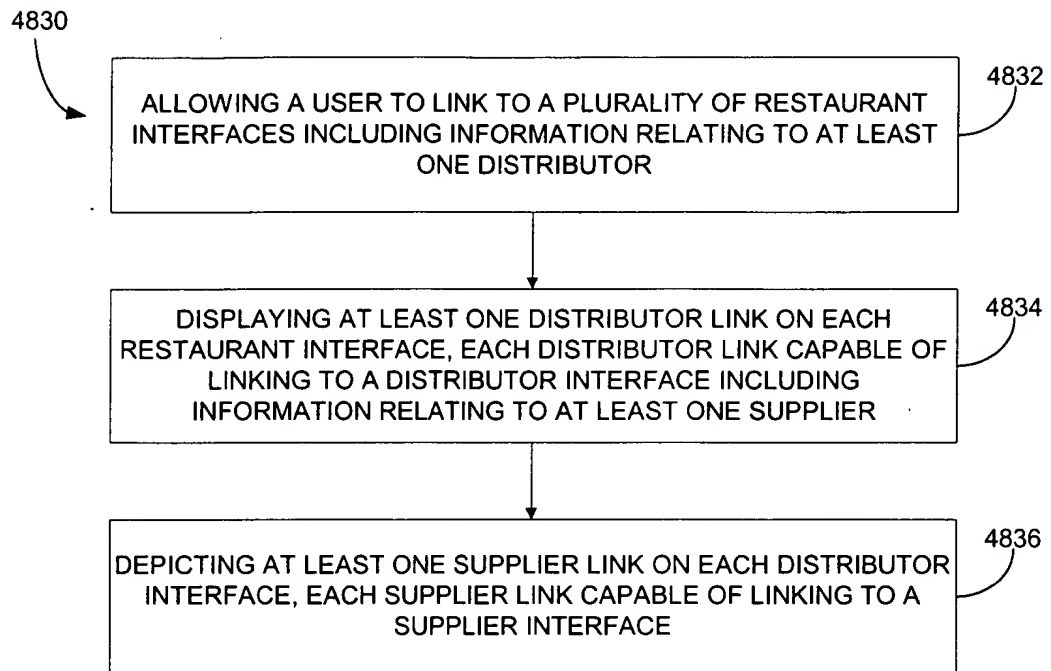 4830
4832
ALLOWING A USER TO LINK TO A PLURALITY OF RESTAURANT
INTERFACES INCLUDING INFORMATION RELATING TO AT LEAST
ONE DISTRIBUTOR
4834
DISPLAYING AT LEAST ONE DISTRIBUTOR LINK ON EACH
RESTAURANT INTERFACE, EACH DISTRIBUTOR LINK CAPABLE OF
LINKING TO A DISTRIBUTOR INTERFACE INCLUDING
INFORMATION RELATING TO AT LEAST ONE SUPPLIER
4836
DEPICTING AT LEAST ONE SUPPLIER LINK ON EACH DISTRIBUTOR
INTERFACE, EACH SUPPLIER LINK CAPABLE OF LINKING TO A
SUPPLIER INTERFACE